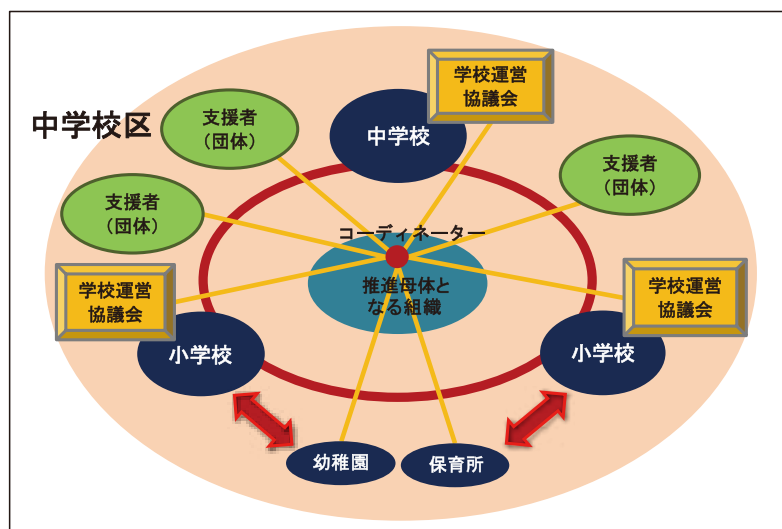 中学校区
学校運営
協議会
中学校
支援者
（団体）
支援者
（団体）
支援者
（団体）
コーディネーター
推進母体と
なる組織
学校運営
協議会
小学校
学校運営
協議会
小学校
幼稚園
保育所